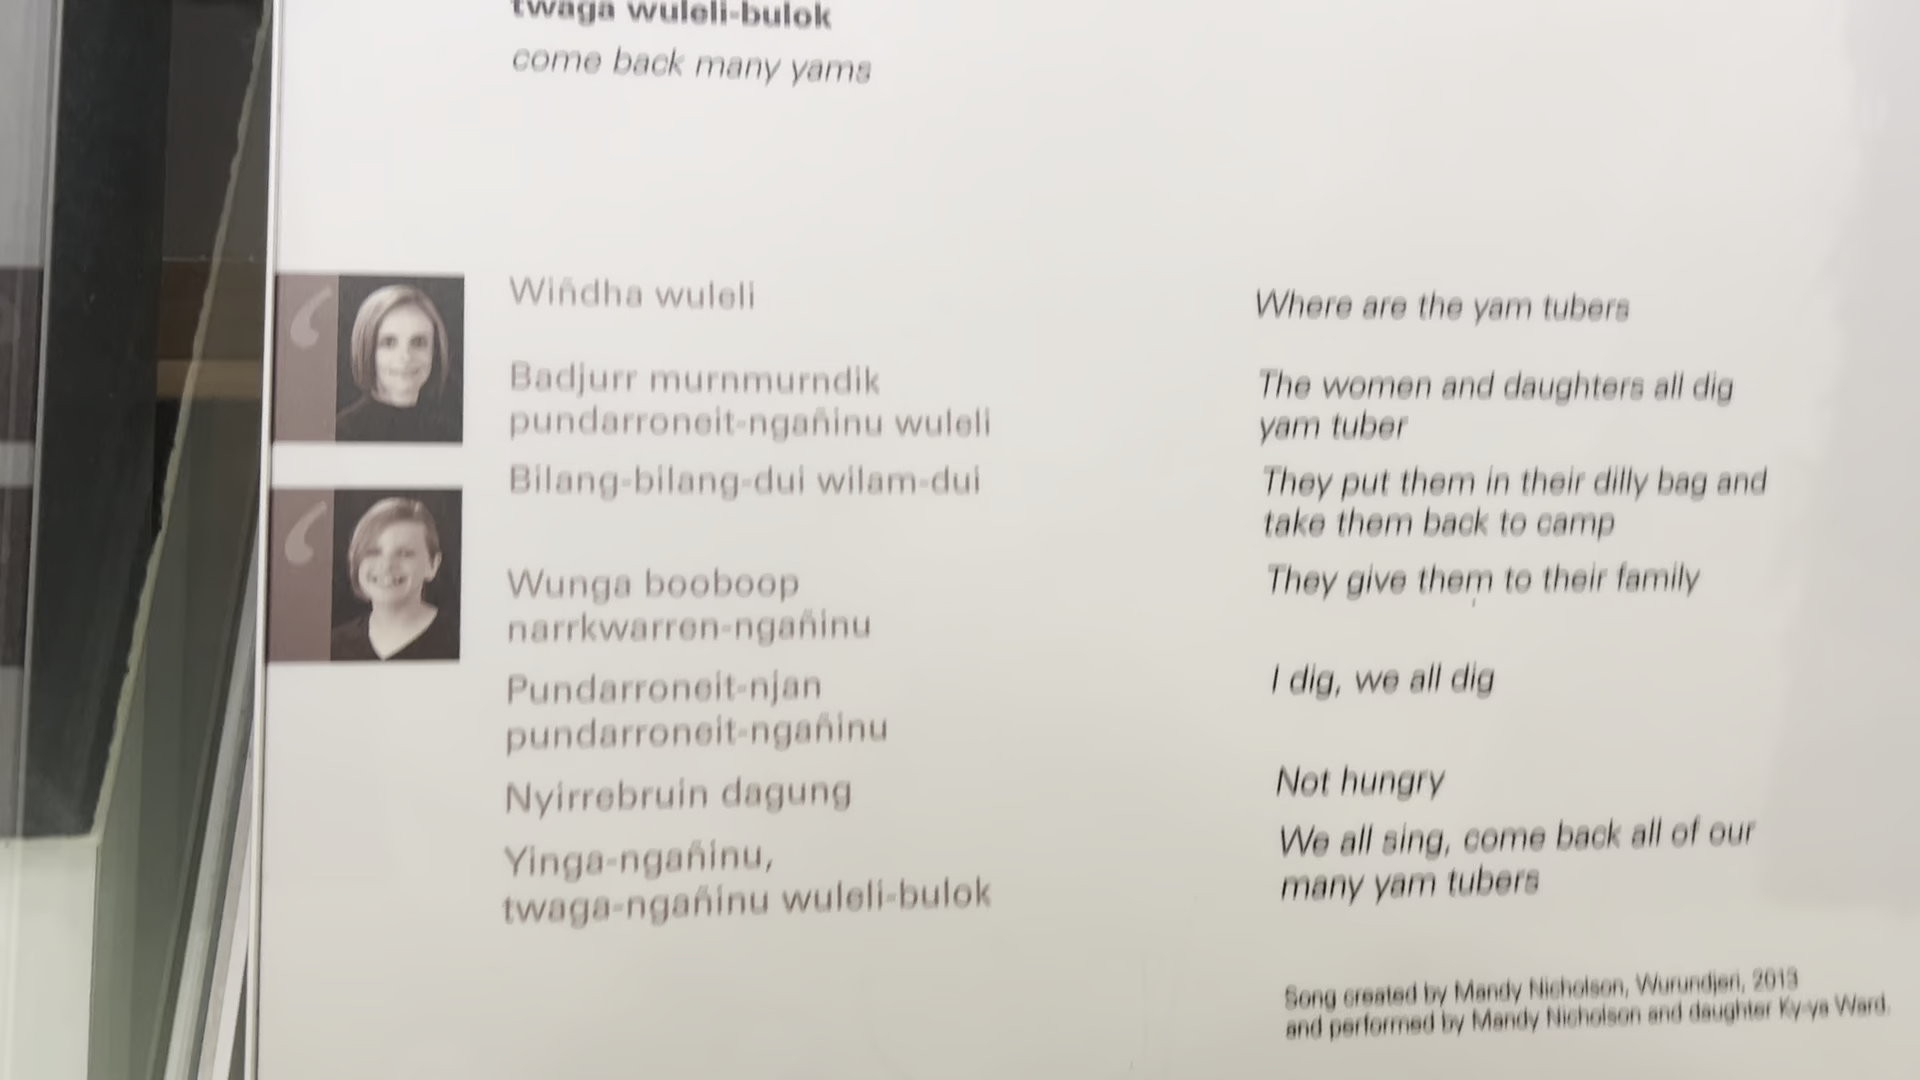 twaga wuleli-bulok
come back many yams
Wiñdha wuleli
Where are the yam tubers
Badjurr murnmurndik
pundarroneit-ngañinu wuleli
The women and daughters all dig
yam tuber
Bilang-bilang-dui wilam-dui
They put them in their dilly bag and
take them back to camp
Wunga booboop
narrkwarren-ngañinu
They give them to their family
Pundarroneit-njan
pundarroneit-ngañinu
I dig, we all dig
Nyirrebruin dagung
Not hungry
Yinga-ngañinu,
twaga-ngañinu wuleli-bulok
We all sing, come back all of our
many yam tubers
Song created by Mandy Nicholson, Wurundjeri, 2013
and performed by Mandy Nicholson and daughter Ky-ya Ward.